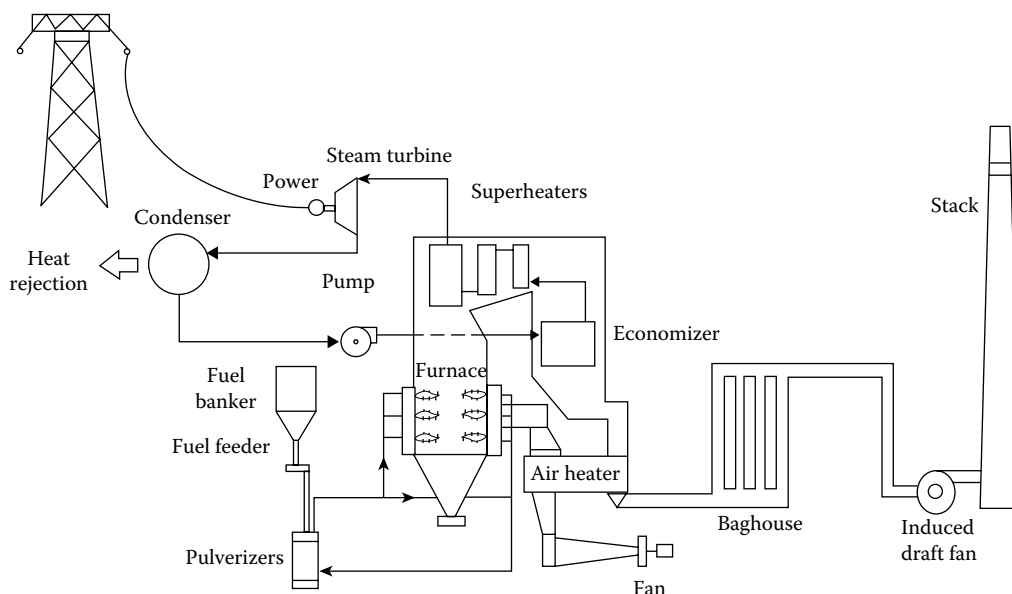 Steam turbine
Power
Superheaters
Condenser
Stack
Heat
rejection
Pump
Economizer
Furnace
Fuel
banker
Fuel feeder
Air heater
Baghouse
Induced
draft fan
Pulverizers
Fan